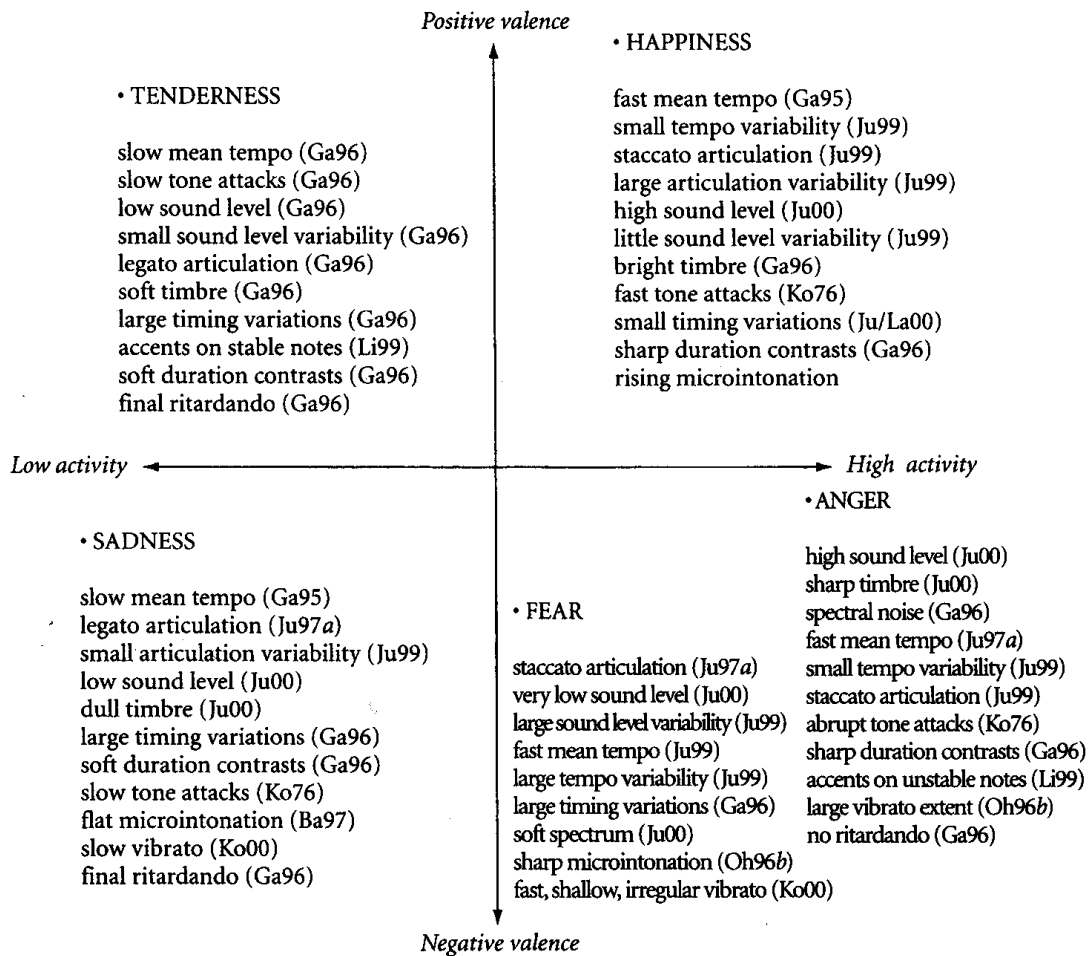 Positive valence
• HAPPINESS
fast mean tempo (Ga95)
small tempo variability (Ju99)
staccato articulation (Ju99)
large articulation variability (Ju99)
high sound level (Ju00)
little sound level variability (Ju99)
bright timbre (Ga96)
fast tone attacks (Ko76)
small timing variations (Ju/La00)
sharp duration contrasts (Ga96)
rising microintonation
• TENDERNESS
slow mean tempo (Ga96)
slow tone attacks (Ga96)
low sound level (Ga96)
small sound level variability (Ga96)
legato articulation (Ga96)
soft timbre (Ga96)
large timing variations (Ga96)
accents on stable notes (Li99)
soft duration contrasts (Ga96)
final ritardando (Ga96)
Low activity
High activity
• SADNESS
slow mean tempo (Ga95)
legato articulation (Ju97a)
small articulation variability (Ju99)
low sound level (Ju00)
dull timbre (Ju00)
large timing variations (Ga96)
soft duration contrasts (Ga96)
slow tone attacks (Ko76)
flat microintonation (Ba97)
slow vibrato (Ko00)
final ritardando (Ga96)
• FEAR
staccato articulation (Ju97a)
very low sound level (Ju00)
large sound level variability (Ju99)
fast mean tempo (Ju99)
large tempo variability (Ju99)
large timing variations (Ga96)
soft spectrum (Ju00)
sharp microintonation (Oh96b)
fast, shallow, irregular vibrato (Ko00)
• ANGER
high sound level (Ju00)
sharp timbre (Ju00)
spectral noise (Ga96)
fast mean tempo (Ju97a)
small tempo variability (Ju99)
staccato articulation (Ju99)
abrupt tone attacks (Ko76)
sharp duration contrasts (Ga96)
accents on unstable notes (Li99)
large vibrato extent (Oh96b)
no ritardando (Ga96)
Negative valence